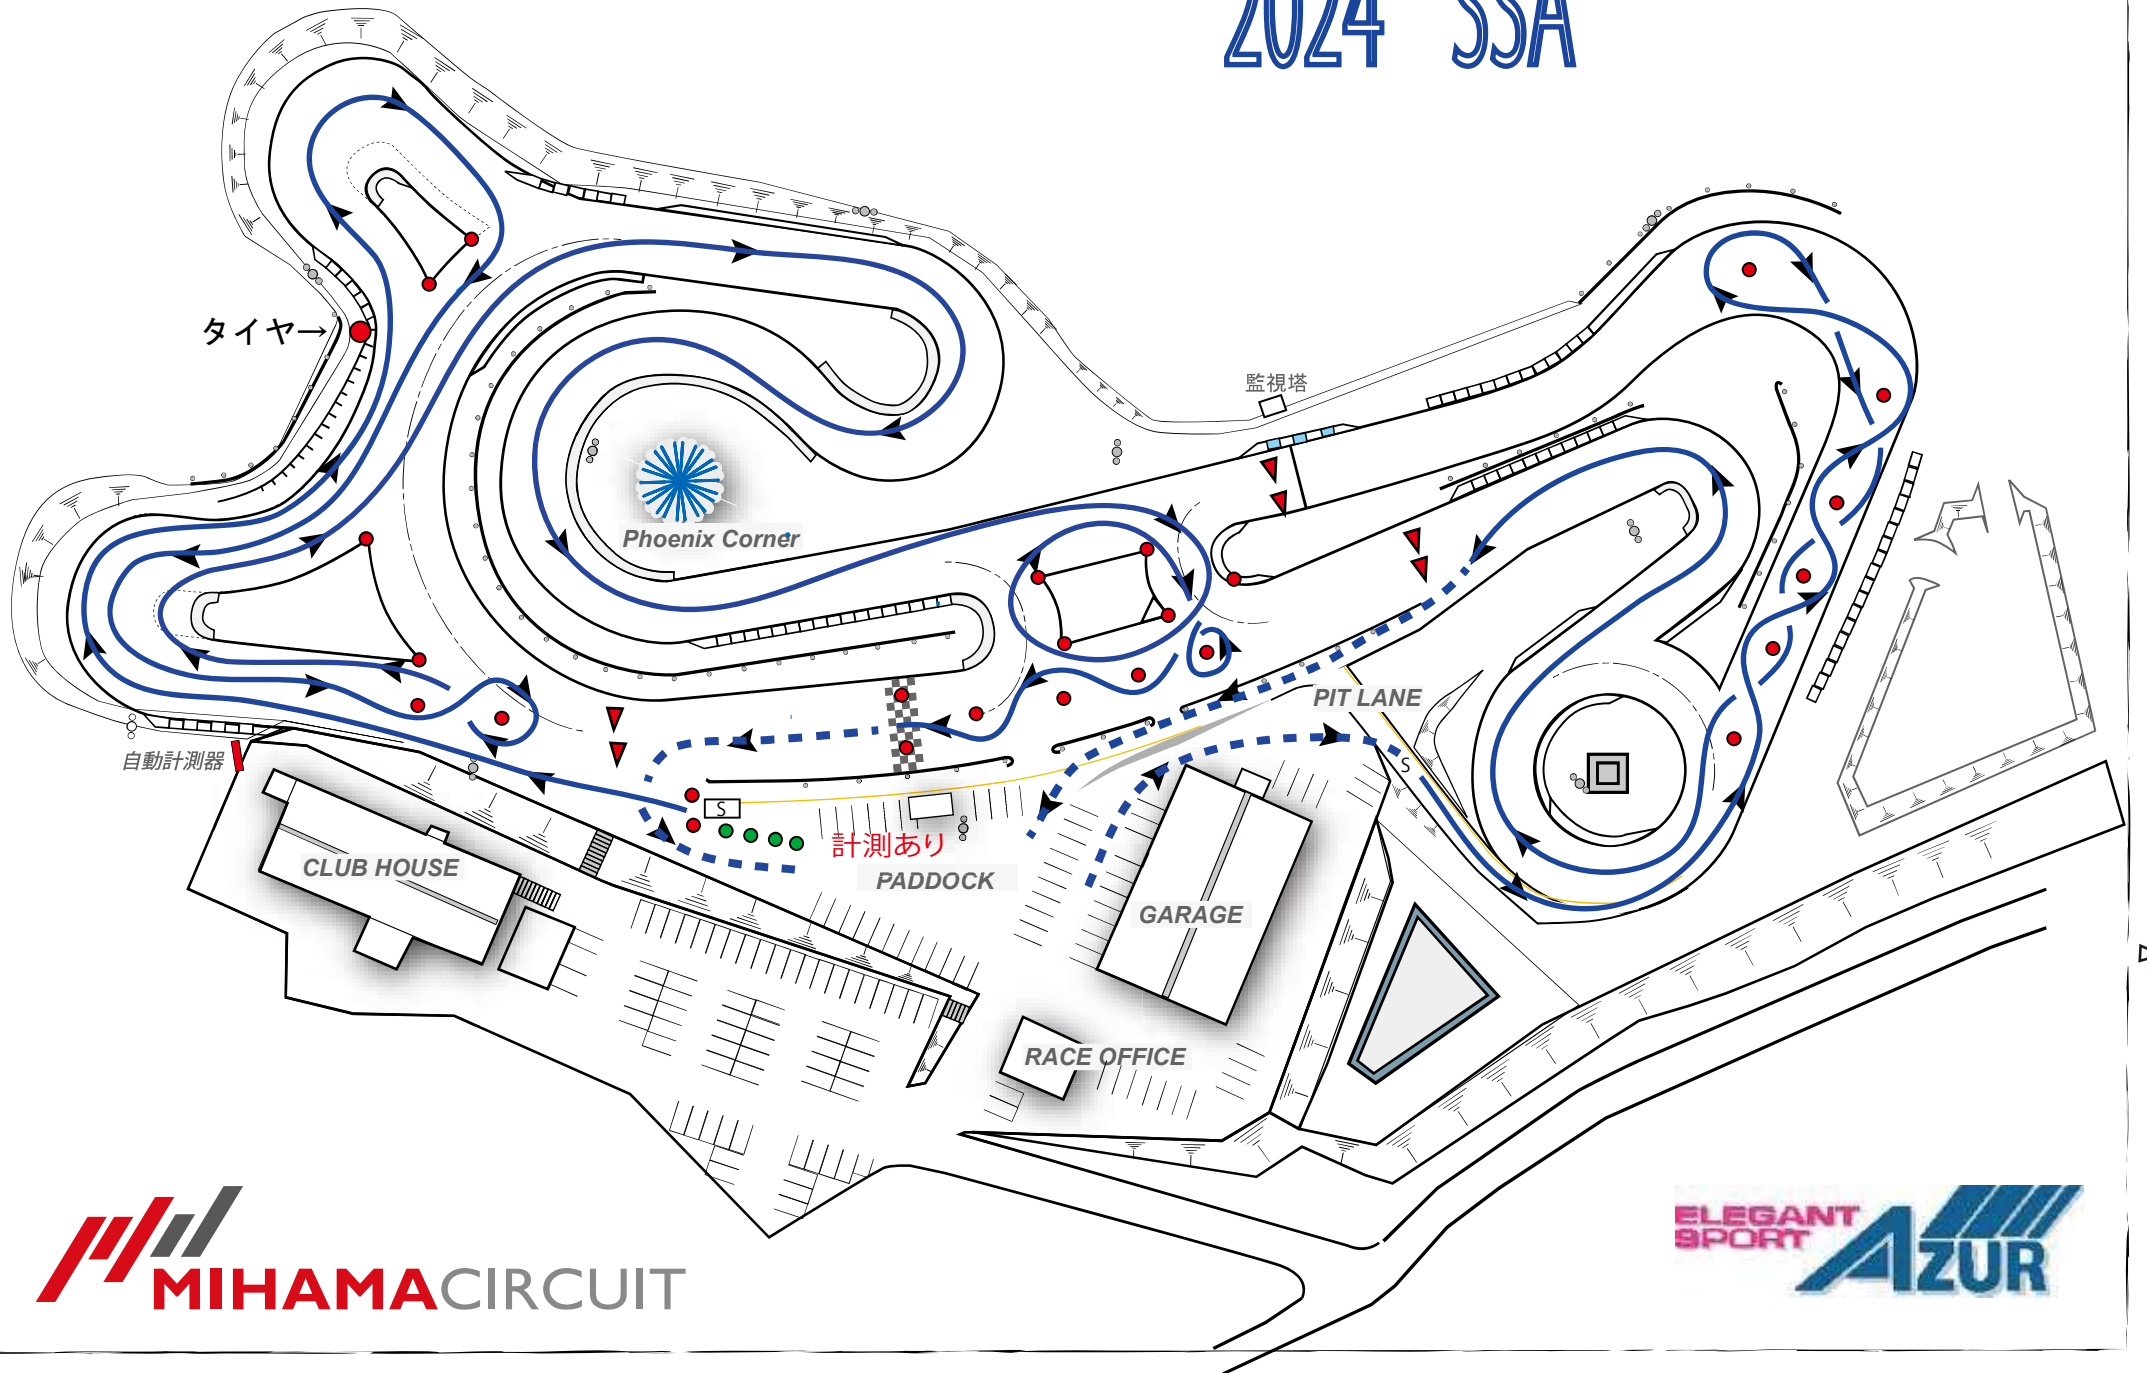 2024 SSA
タイヤ→
監視塔
Phoenix Corner
PIT LANE
自動計測器
S
S
計測あり
CLUB HOUSE
PADDOCK
GARAGE
RACE OFFICE
MIHAMACIRCUIT
ELEGANT
SPORT
AZUR